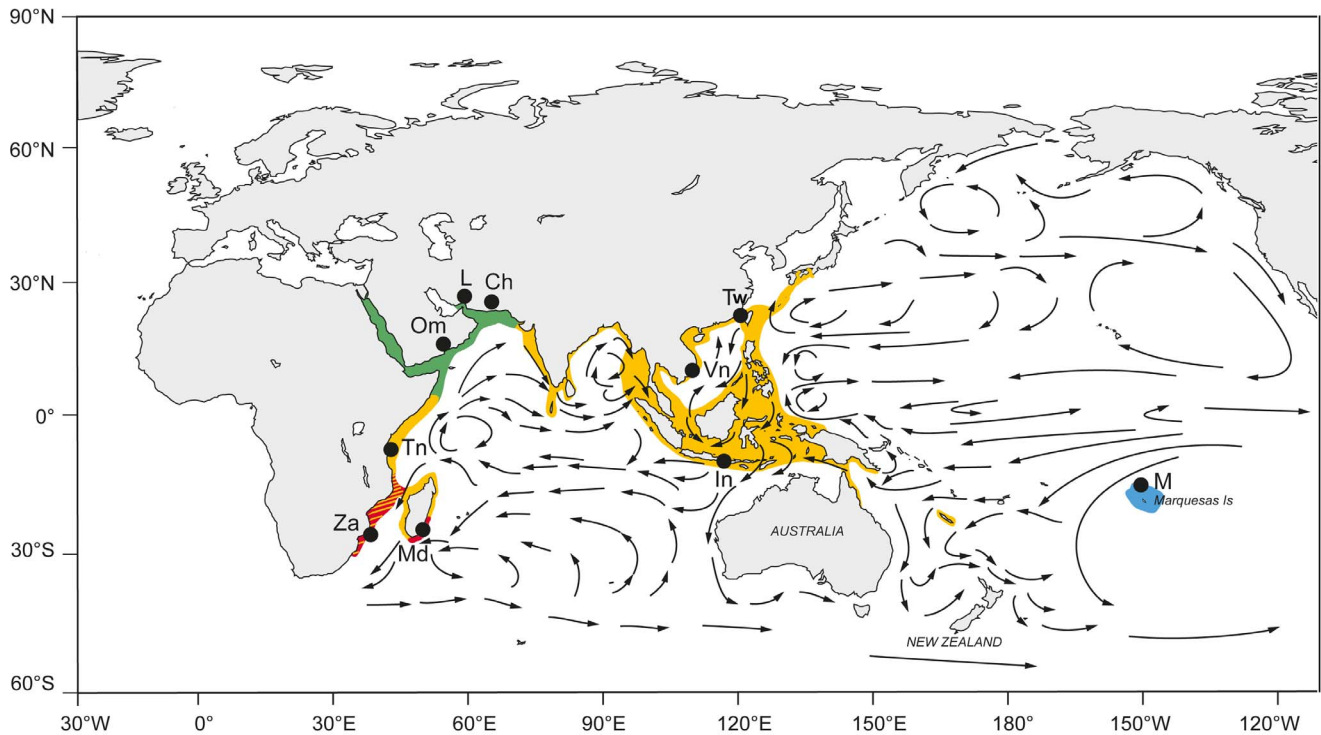 90°N
60°N
30°N
0°
30°S
60°S
L
Ch
Om
Tw
Vn
Tn
In
M
Marquesas Is
Za
Md
AUSTRALIA
NEW ZEALAND
30°W
0°
30°E
60°E
90°E
120°E
150°E
180°
150°W
120°W